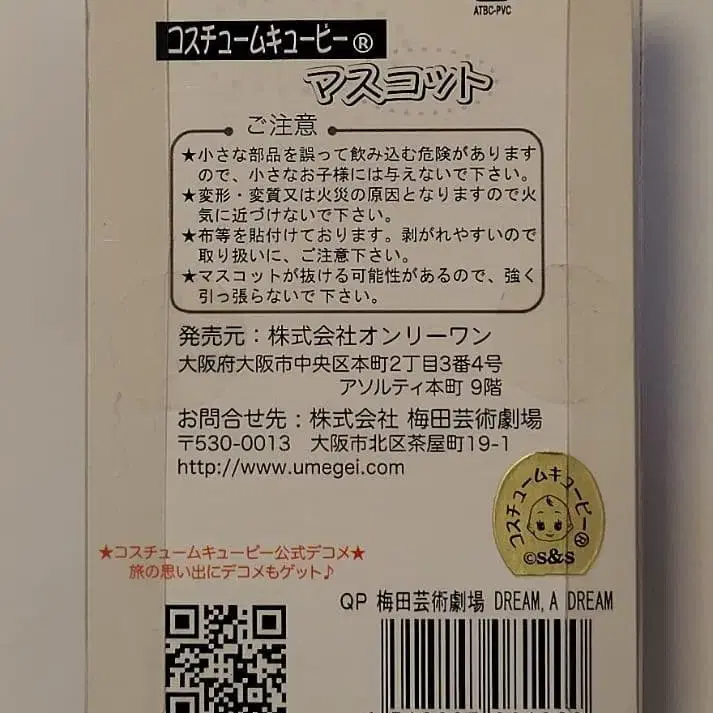 ATBC-PVC
コスチュームキューピー®
マスコット
ご注意
★小さな部品を誤って飲み込む危険があります
ので、小さなお子様には与えないで下さい。
★変形・変質又は火災の原因となりますので火
気に近づけないで下さい。
★布等を貼付けております。剥がれやすいので
取り扱いに、ご注意下さい。
★マスコットが抜ける可能性があるので、強く
引っ張らないで下さい。
発売元：株式会社オンリーワン
大阪府大阪市中央区本町2丁目3番4号
アソルティ本町 9階
お問合せ先：株式会社 梅田芸術劇場
〒530-0013 大阪市北区茶屋町19-1
http://www.umegei.com
コスチュームキューピー®
©s&s
★コスチュームキューピー公式デコメ★
旅の思い出にデコメもゲット♪
QP 梅田芸術劇場 DREAM,A DREAM